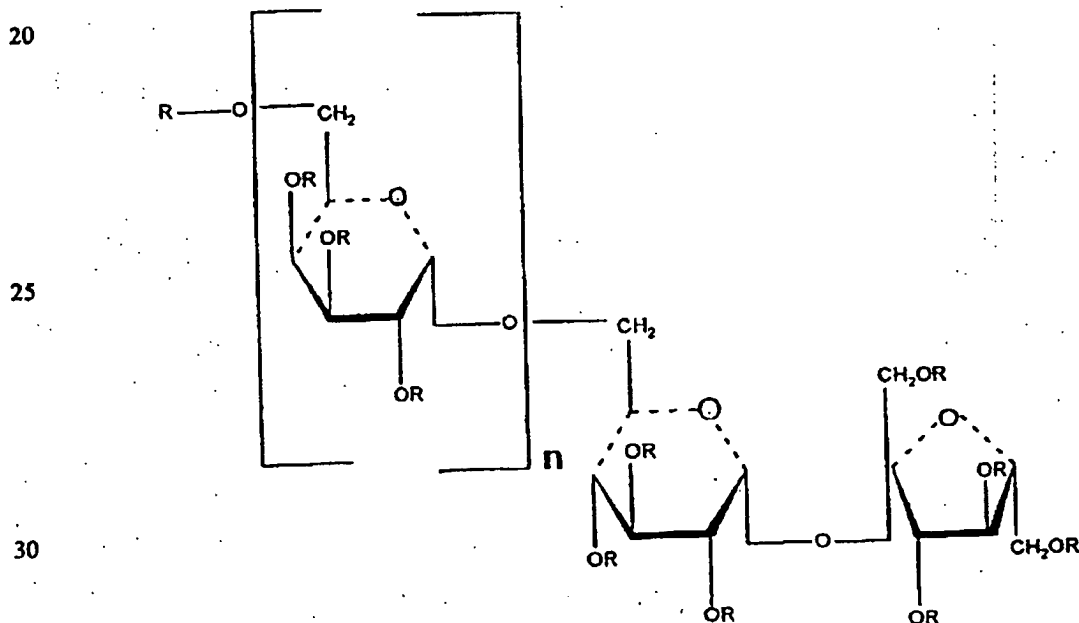 20
R—O CH₂
OR O
OR
25
O CH₂
OR CH₂OR
n O O
OR OR
30
OR O CH₂OR
OR OR